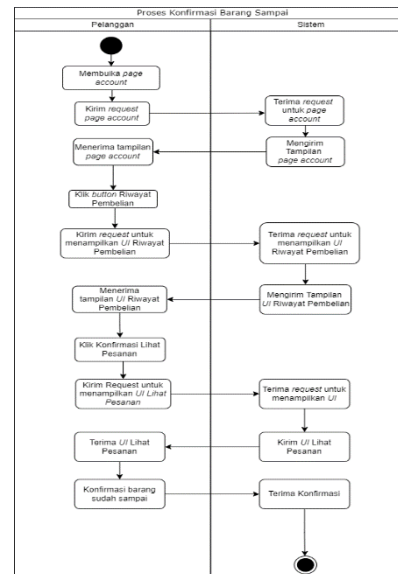 Proses Konfirmasi Barang Sampai
Pelanggan
Sistem
Membuka page
account
Kirim request
page account
Terima request
untuk page
account
Menerima tampilan
page account
Mengirim
Tampilan
page account
Klik button Riwayat
Pembelian
Kirim request untuk
menampilkan UI Riwayat
Pembelian
Terima request untuk
menampilkan UI
Riwayat Pembelian
Menerima
tampilan UI Riwayat
Pembelian
Mengirim Tampilan
UI Riwayat Pembelian
Klik Konfirmasi Lihat
Pesanan
Kirim Request untuk
menampilkan UI Lihat
Pesanan
Terima request untuk
menampilkan UI
Terima UI Lihat
Pesanan
Kirim UI Lihat
Pesanan
Konfirmasi barang
sudah sampai
Terima Konfirmasi